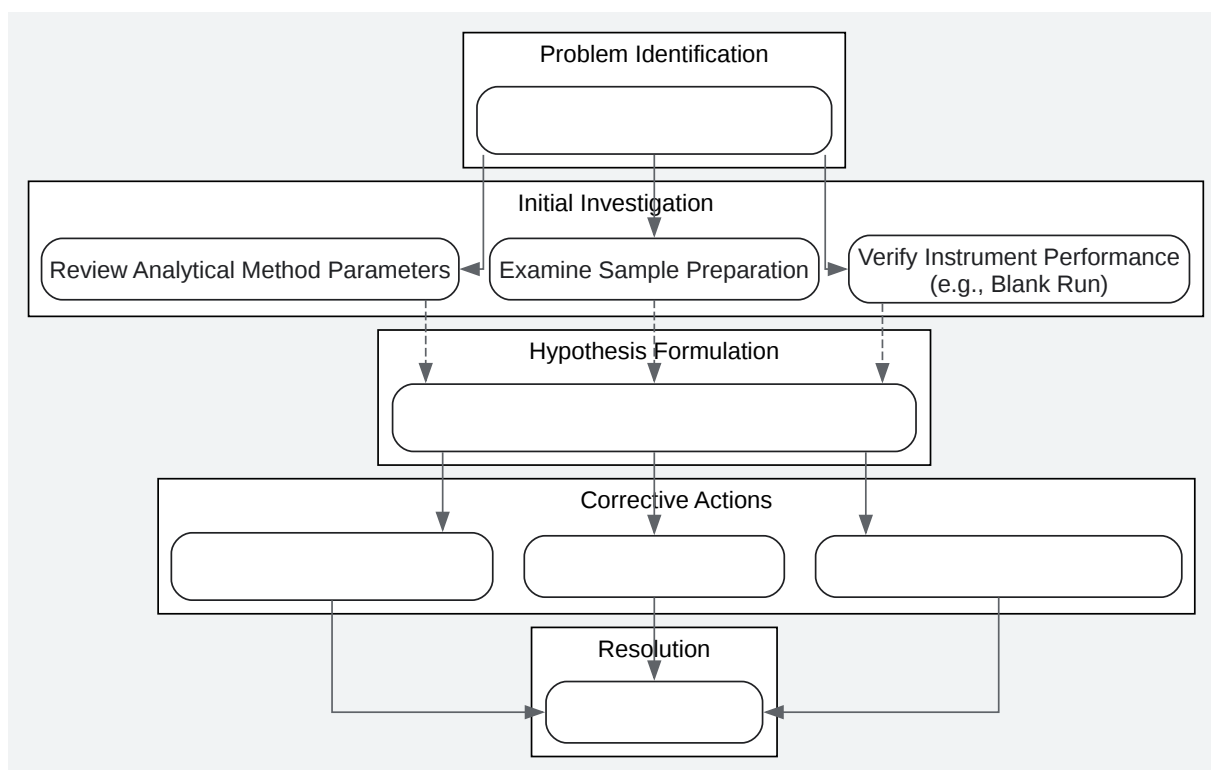 Problem Identification
Initial Investigation
Review Analytical Method Parameters
Examine Sample Preparation
Verify Instrument Performance
(e.g., Blank Run)
Hypothesis Formulation
Corrective Actions
Resolution